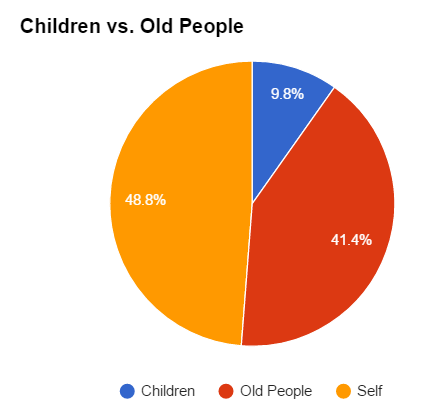 Children vs. Old People
9.8%
48.8%
41.4%
Children Old People Self